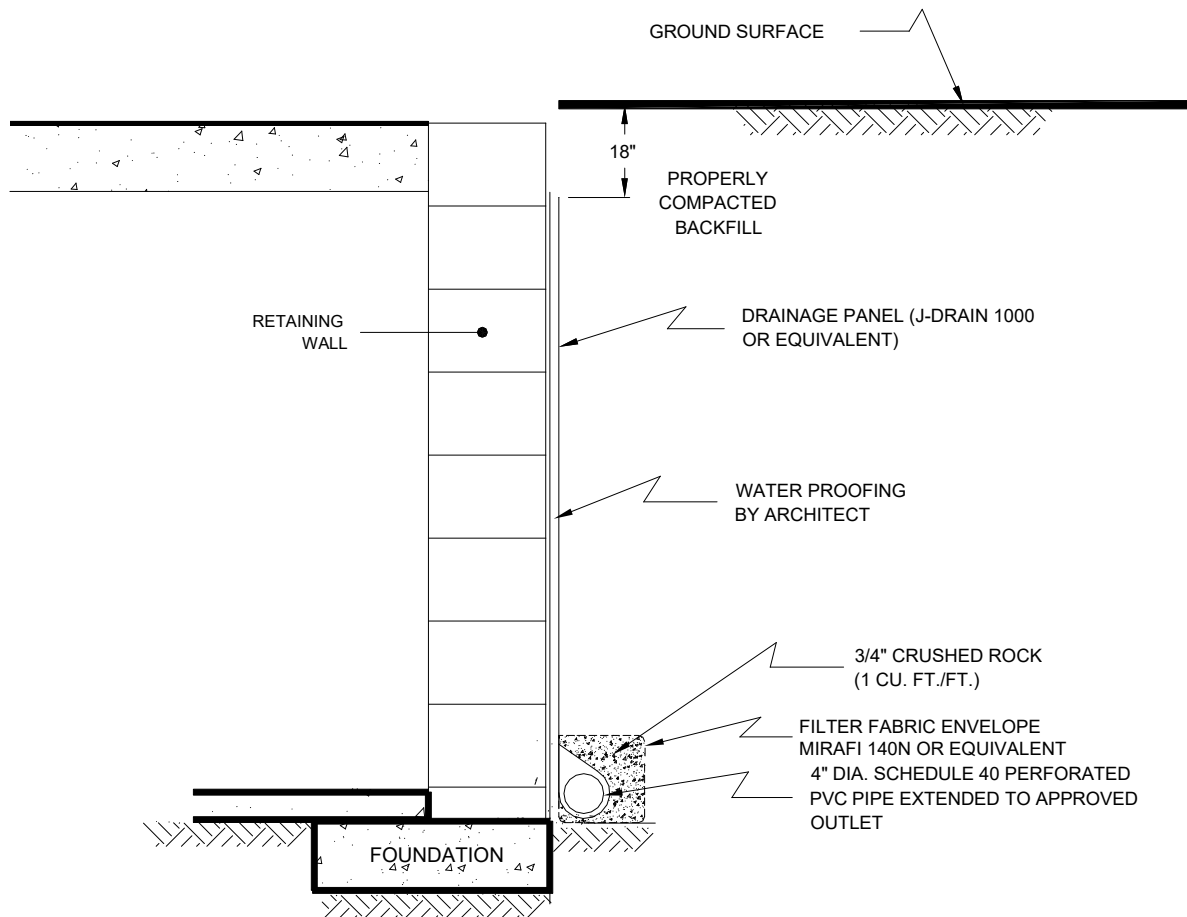 GROUND SURFACE
18"
PROPERLY
COMPACTED
BACKFILL
RETAINING
WALL
DRAINAGE PANEL (J-DRAIN 1000
OR EQUIVALENT)
WATER PROOFING
BY ARCHITECT
3/4" CRUSHED ROCK
(1 CU. FT./FT.)
FILTER FABRIC ENVELOPE
MIRAFI 140N OR EQUIVALENT
4" DIA. SCHEDULE 40 PERFORATED
PVC PIPE EXTENDED TO APPROVED
OUTLET
FOUNDATION